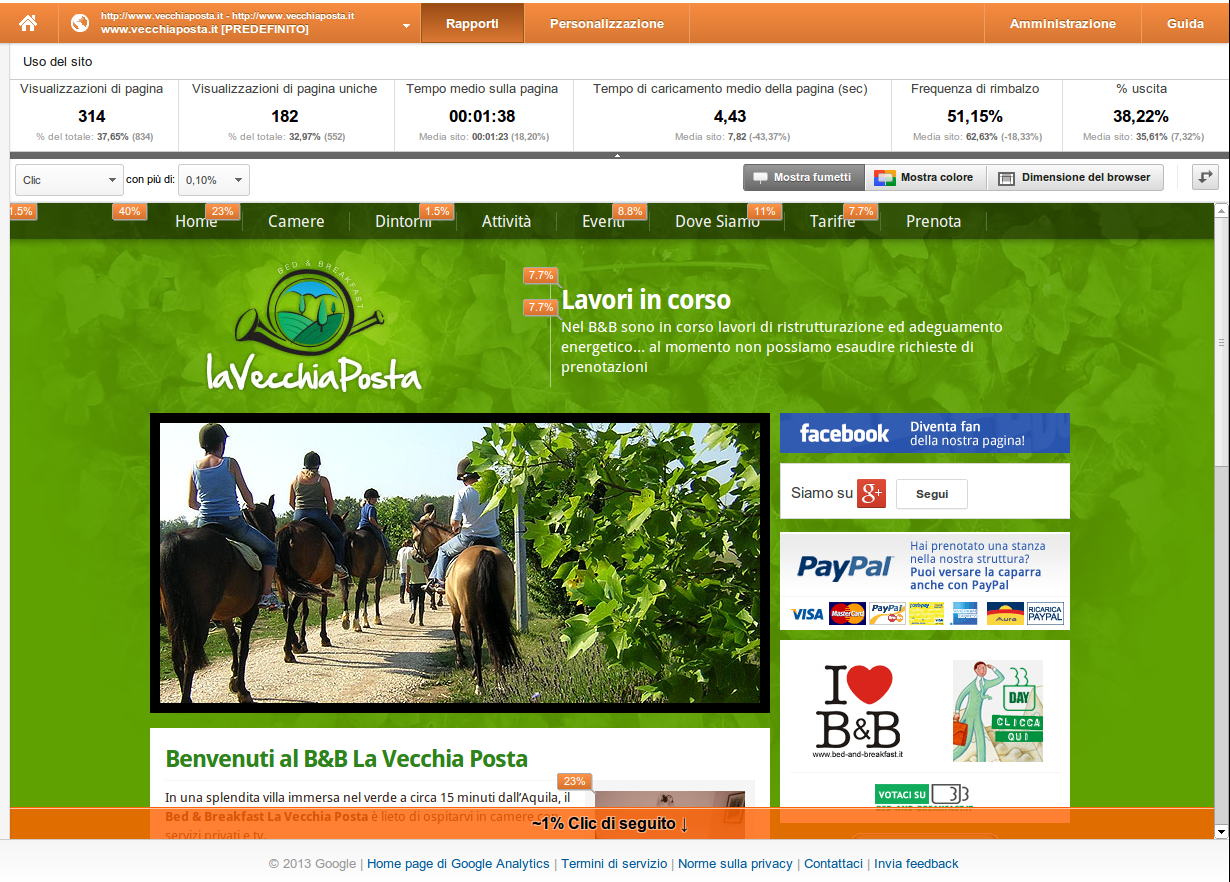 http://www.vecchiaposta.it - http://www.vecchiaposta.it
www.vecchiaposta.it [PREDEFINITO]
Rapporti
Personalizzazione
Amministrazione
Guida
Uso del sito
Visualizzazioni di pagina
314
% del totale: 37,65% (834)
Visualizzazioni di pagina uniche
182
% del totale: 32,97% (552)
Tempo medio sulla pagina
00:01:38
Media sito: 00:01:23 (18,20%)
Tempo di caricamento medio della pagina (sec)
4,43
Media sito: 7,82 (-43,37%)
Frequenza di rimbalzo
51,15%
Media sito: 62,63% (-18,33%)
% uscita
38,22%
Media sito: 35,61% (7,32%)
Clic
con più di:
0,10%
Mostra fumetti
Mostra colore
Dimensione del browser
1.5%
40%
23%
1.5%
8.8%
11%
7.7%
Home
Camere
Dintorni
Attività
Eventi
Dove Siamo
Tariffe
Prenota
BED & BREAKFAST
laVecchiaPosta
7.7%
7.7%
Lavori in corso
Nel B&B sono in corso lavori di ristrutturazione ed adeguamento
energetico... al momento non possiamo esaudire richieste di
prenotazioni
facebook
Diventa fan
della nostra pagina!
Siamo su
g+
Segui
PayPal
Hai prenotato una stanza
nella nostra struttura?
Puoi versare la caparra
anche con PayPal
VISA
MasterCard
PayPal
postepay
Aura
RICARICA
PAYPAL
I
B&B
www.bed-and-breakfast.it
33
DAY
CLICCA
QUI
VOTACI SU
BED-AND-BREAKFAST.IT
Benvenuti al B&B La Vecchia Posta
23%
In una splendita villa immersa nel verde a circa 15 minuti dall'Aquila, il
Bed & Breakfast La Vecchia Posta è lieto di ospitarvi in camere con
servizi privati e tv.
~1% Clic di seguito ↓
© 2013 Google | Home page di Google Analytics | Termini di servizio | Norme sulla privacy | Contattaci | Invia feedback